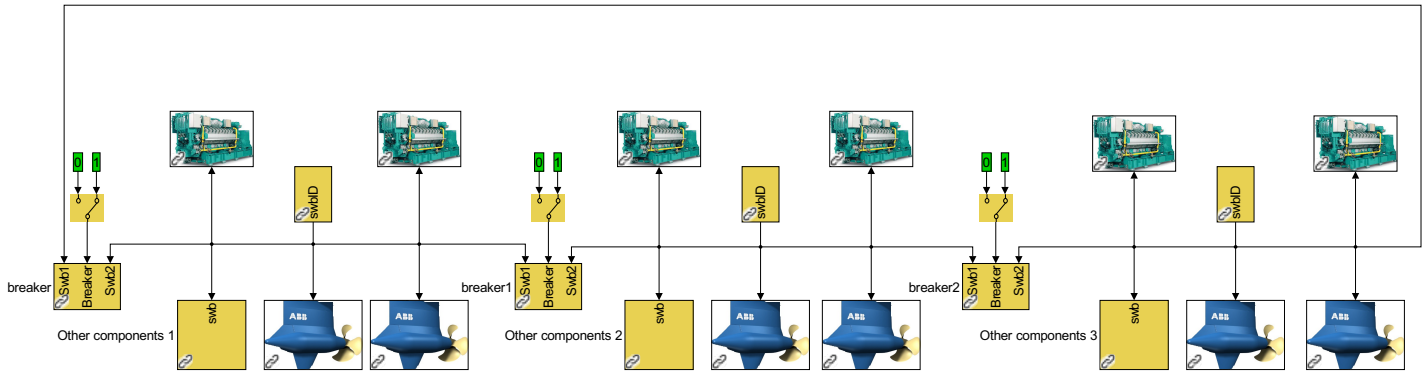 0 1
0 1
0 1
swbID
swbID
swbID
breaker
Swb1
Breaker
Swb2
breaker1
Swb1
Breaker
Swb2
breaker2
Swb1
Breaker
Swb2
Other components 1
swb
ABB
ABB
Other components 2
swb
ABB
ABB
Other components 3
swb
ABB
ABB